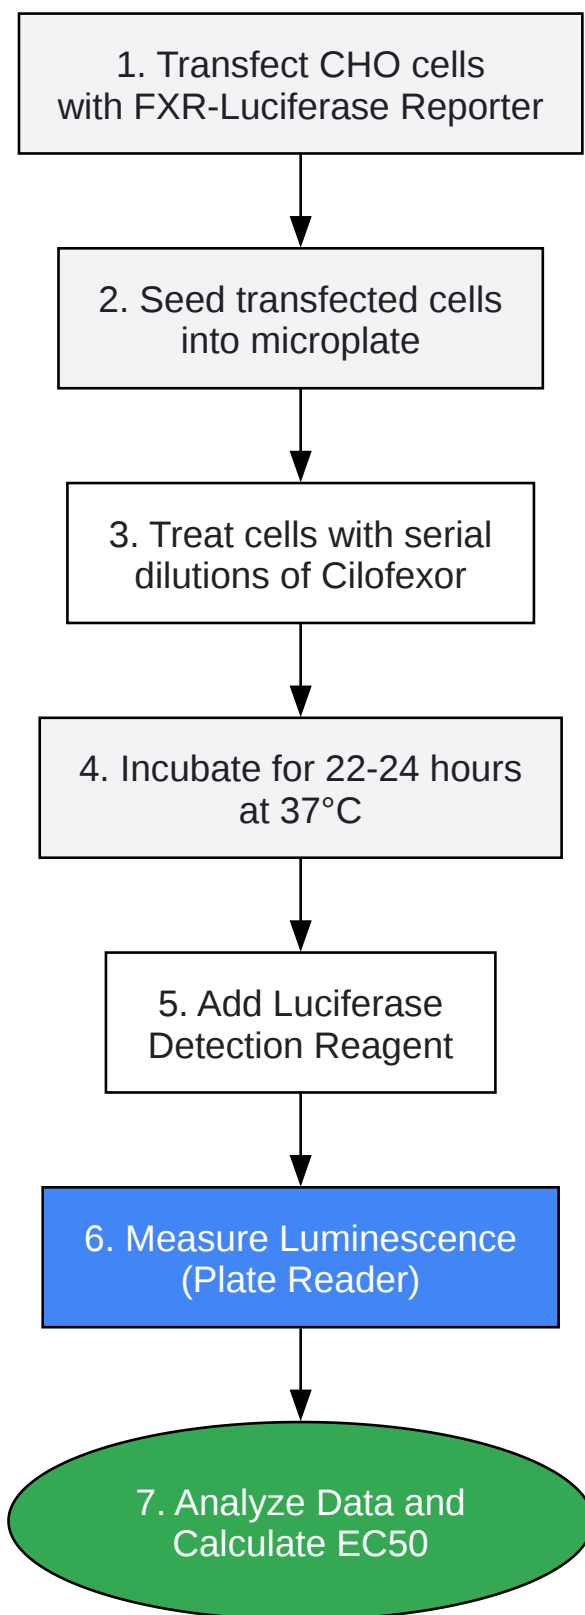 1. Transfect CHO cells
with FXR-Luciferase Reporter
2. Seed transfected cells
into microplate
3. Treat cells with serial
dilutions of Cilofexor
4. Incubate for 22-24 hours
at 37°C
5. Add Luciferase
Detection Reagent
6. Measure Luminescence
(Plate Reader)
7. Analyze Data and
Calculate EC50